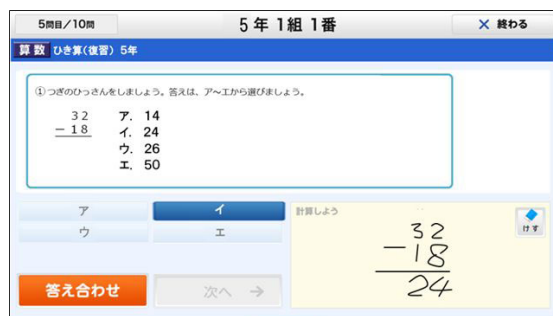 5問目/10問 5年1組1番 × 終わる
算数 ひき算(復習) 5年
①つぎのひっさんをしましょう。答えは、ア〜エから選びましょう。
32
－18
ア. 14
イ. 24
ウ. 26
エ. 50
ア イ
ウ エ
答え合わせ 次へ →
計算しよう
けす
32
－18
24